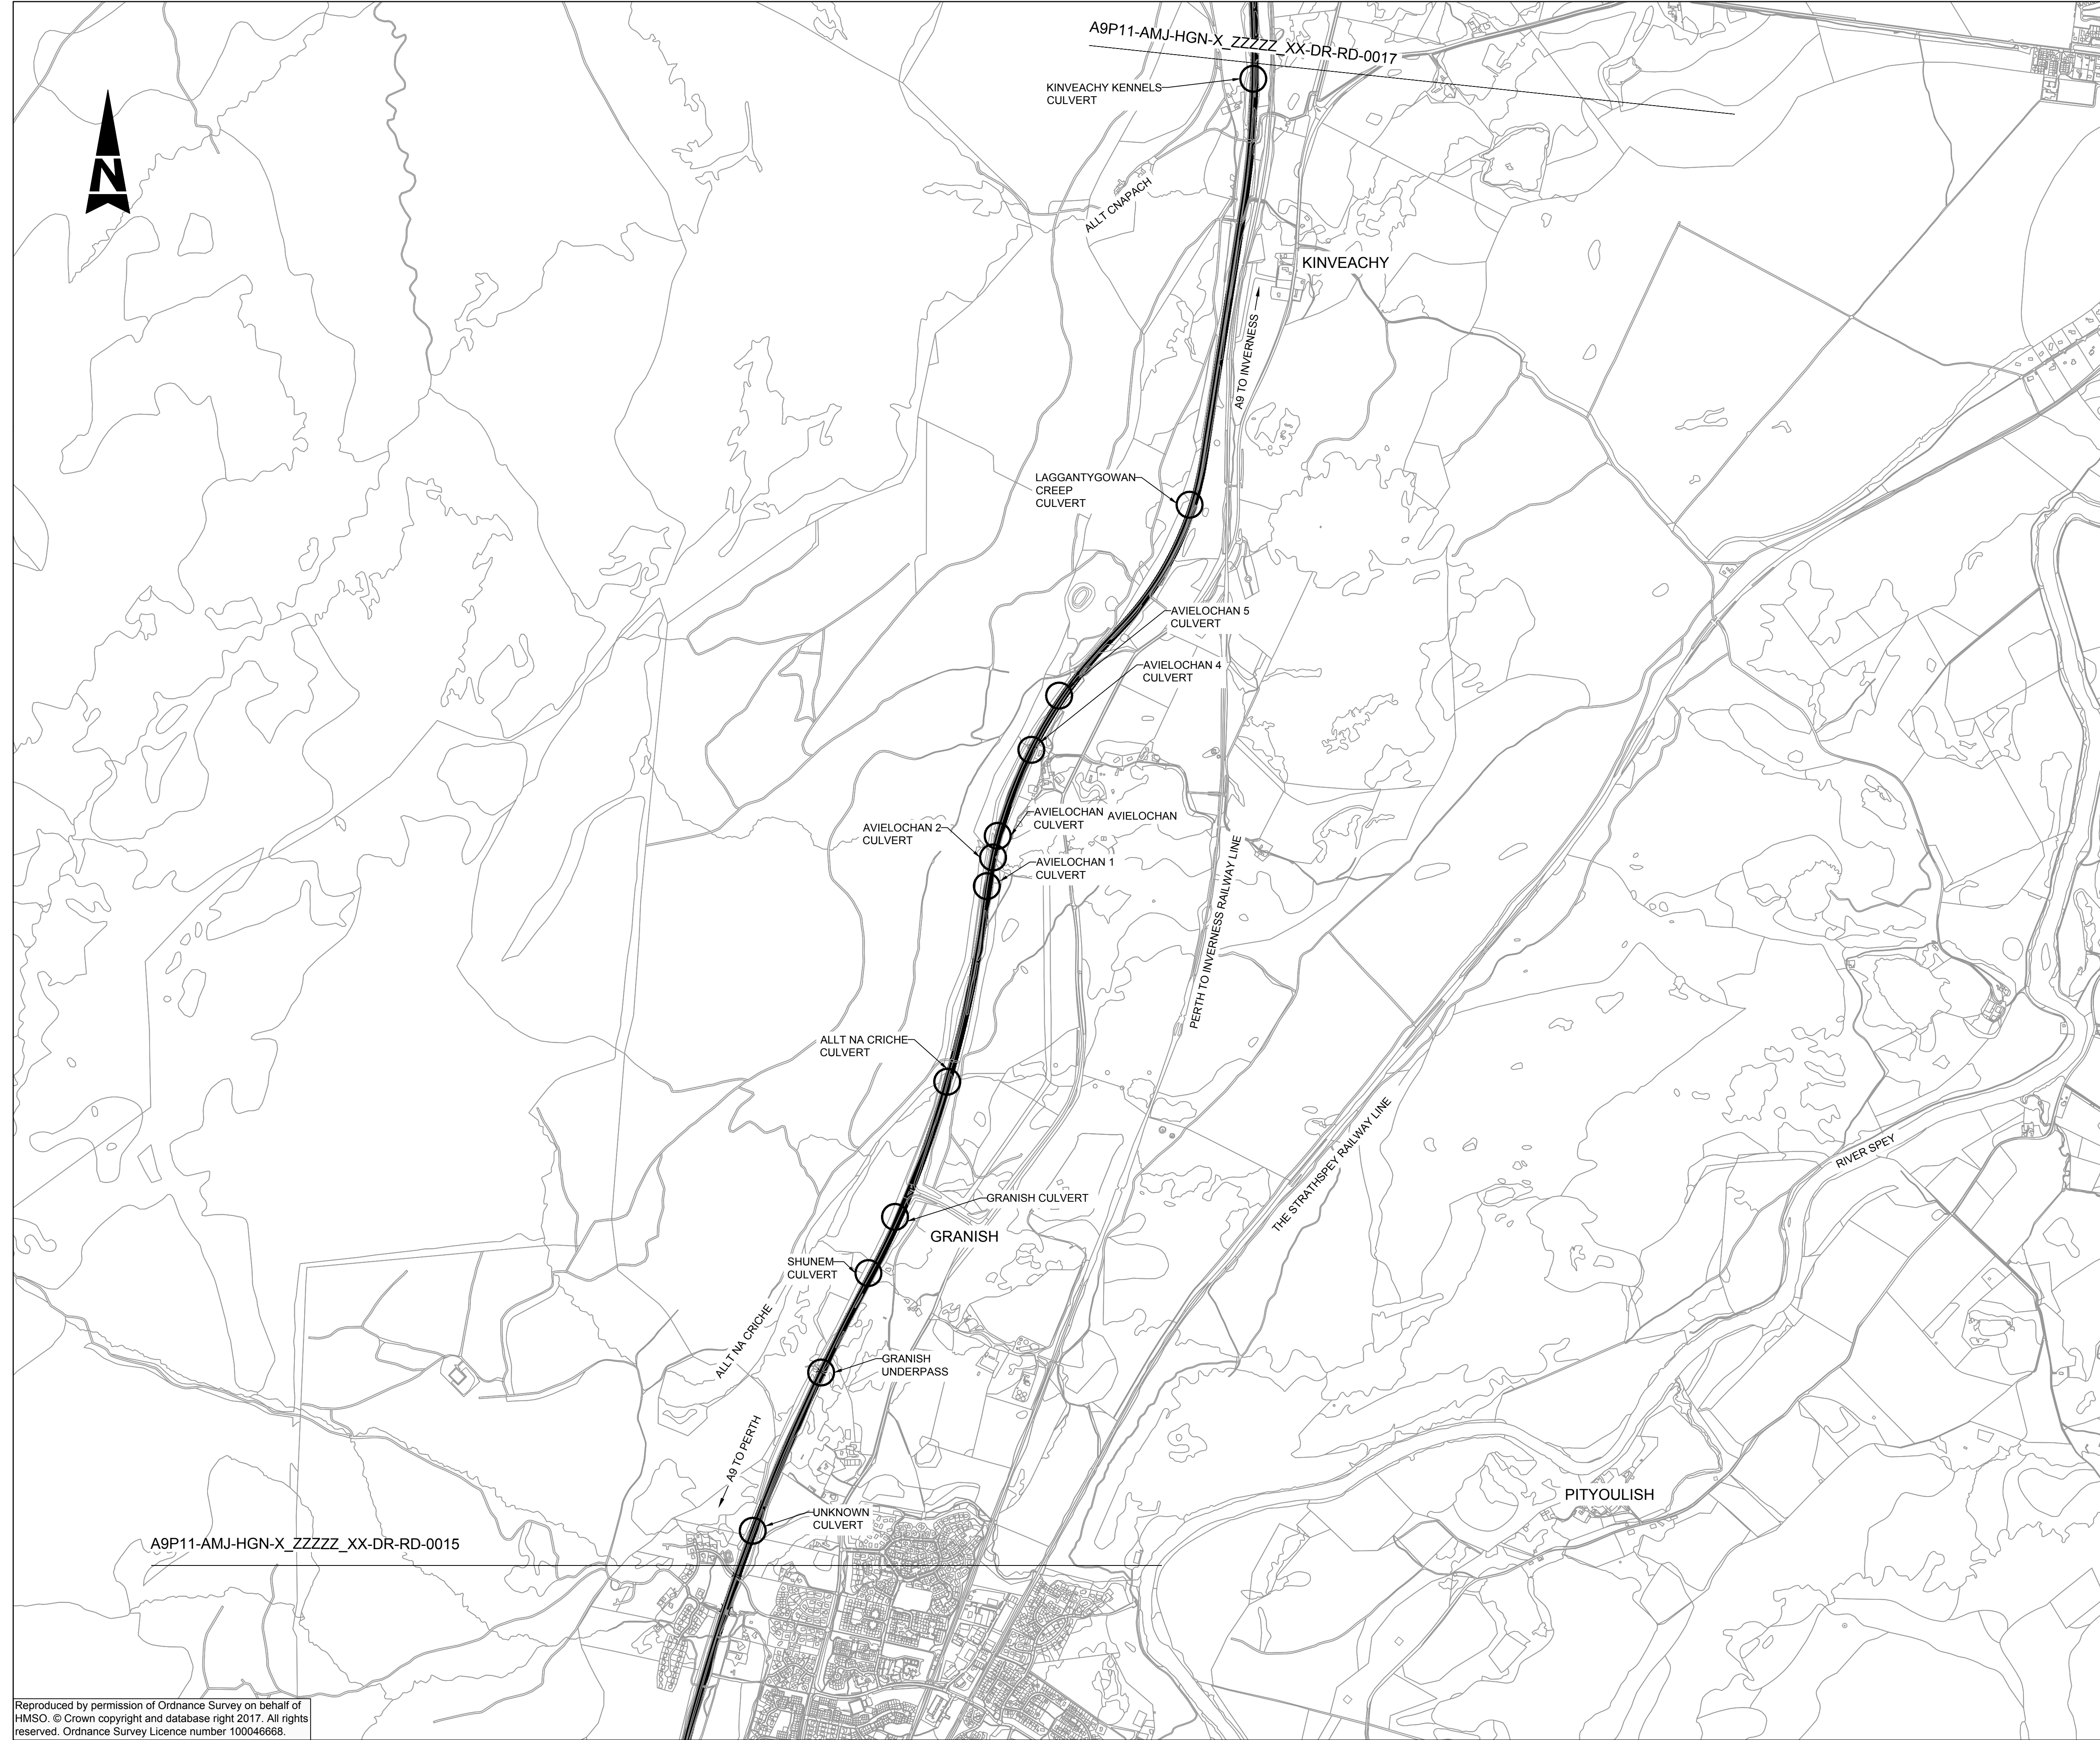 A9P11-AMJ-HGN-X_ZZZZZ_XX-DR-RD-0017
KINVEACHY KENNELS
CULVERT
N
ALLT CNAPACH
KINVEACHY
A9 TO INVERNESS
LAGGANTYGOWAN
CREEP
CULVERT
AVIELOCHAN 5
CULVERT
AVIELOCHAN 4
CULVERT
AVIELOCHAN
CULVERT
AVIELOCHAN
AVIELOCHAN 2
CULVERT
AVIELOCHAN 1
CULVERT
PERTH TO INVERNESS RAILWAY LINE
ALLT NA CRICHE
CULVERT
THE STRATHSPEY RAILWAY LINE
RIVER SPEY
GRANISH CULVERT
GRANISH
SHUNEM
CULVERT
ALLT NA CRICHE
GRANISH
UNDERPASS
A9 TO PERTH
PITYOULISH
UNKNOWN
CULVERT
A9P11-AMJ-HGN-X_ZZZZZ_XX-DR-RD-0015
Reproduced by permission of Ordnance Survey on behalf of
HMSO. © Crown copyright and database right 2017. All rights
reserved. Ordnance Survey Licence number 100046668.